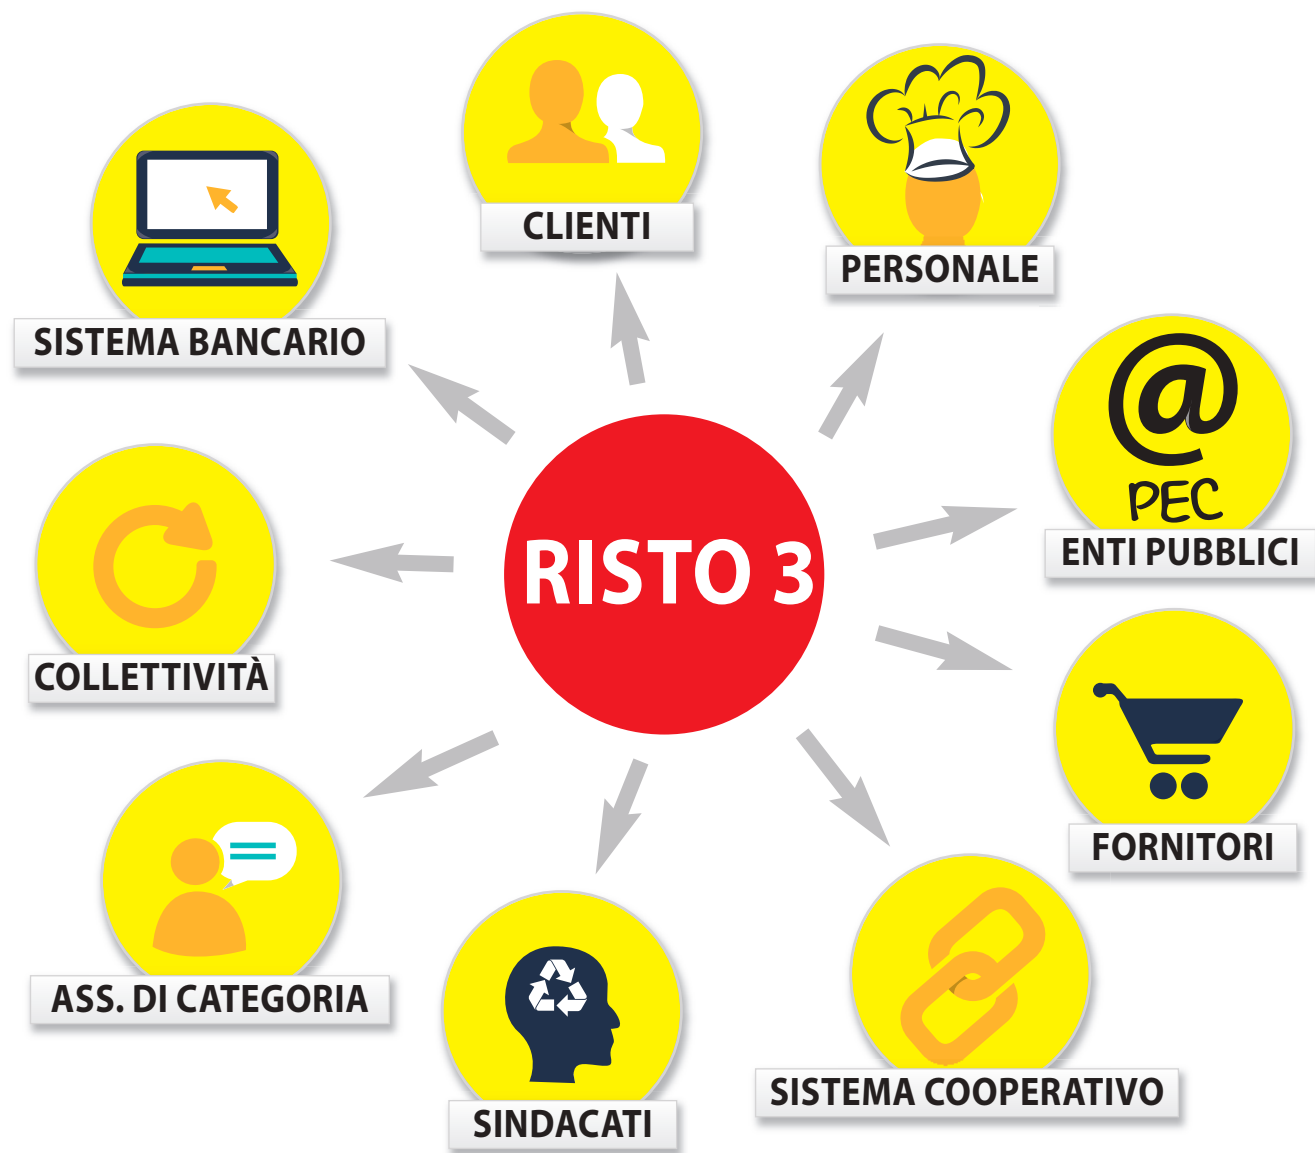 CLIENTI
PERSONALE
SISTEMA BANCARIO
@
PEC
ENTI PUBBLICI
RISTO 3
COLLETTIVITÀ
FORNITORI
ASS. DI CATEGORIA
SISTEMA COOPERATIVO
SINDACATI